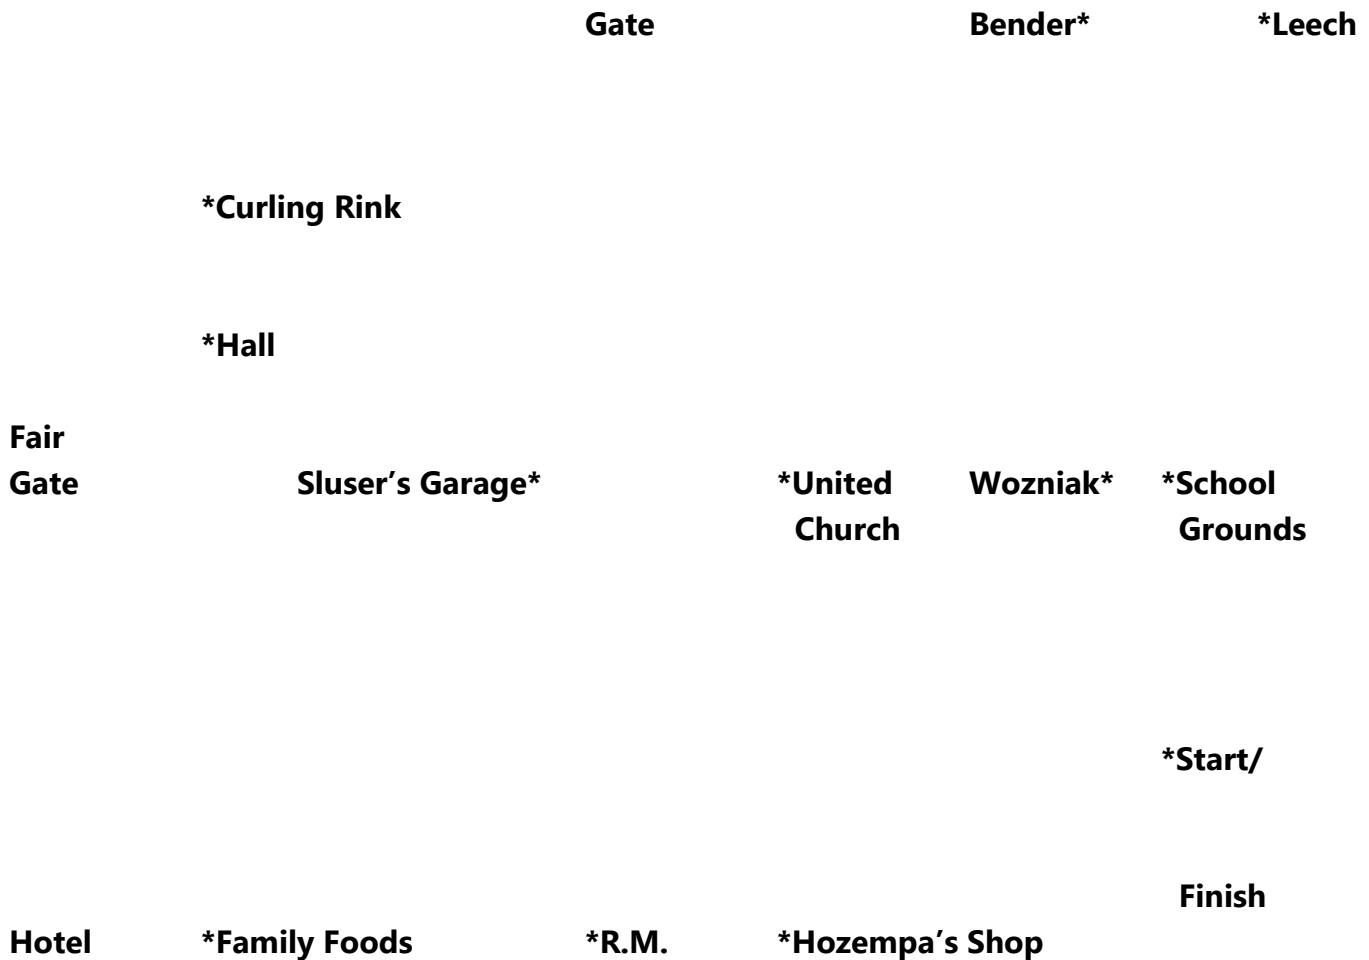 Gate Bender* *Leech
*Curling Rink
*Hall
Fair
Gate Sluser’s Garage* *United Wozniak* *School
Church Grounds
*Start/
Finish
Hotel *Family Foods *R.M. *Hozempa’s Shop